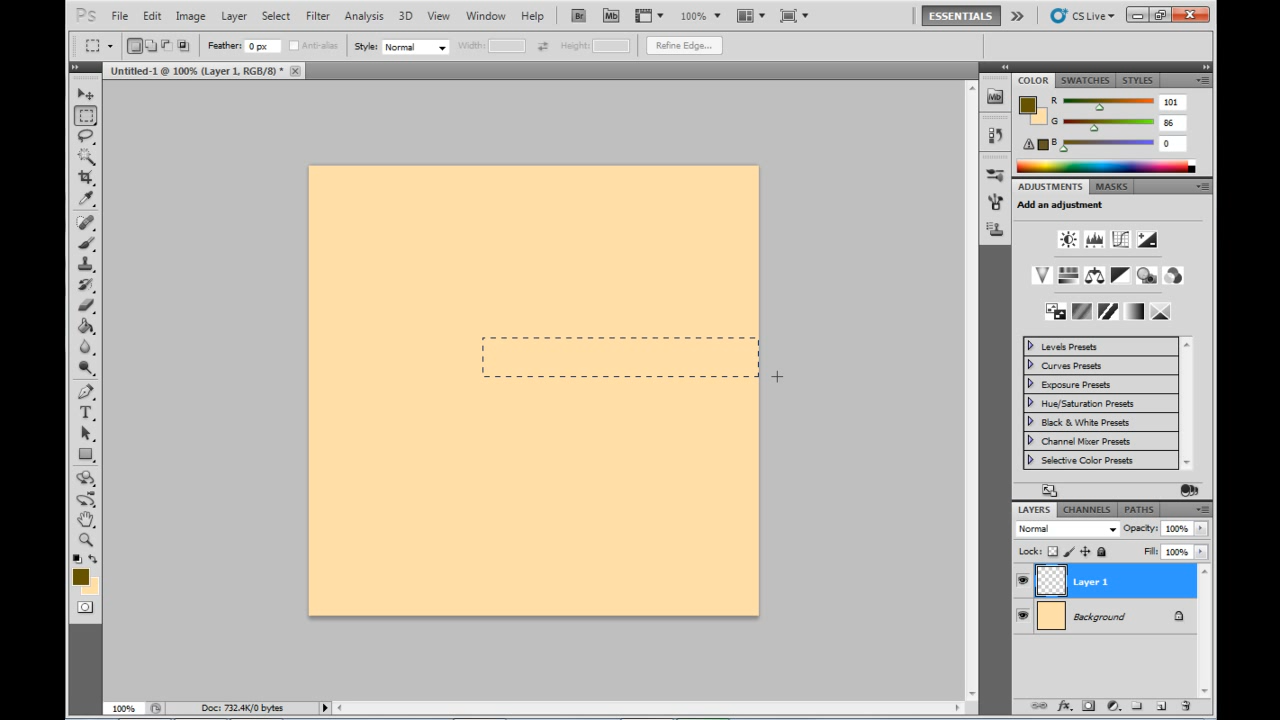 Ps File Edit Image Layer Select Filter Analysis 3D View Window Help Br Mb 100% ESSENTIALS CS Live
Feather: 0 px Anti-alias Style: Normal Width: Height: Refine Edge...
Untitled-1 @ 100% (Layer 1, RGB/8) *
COLOR SWATCHES STYLES
R 101
G 86
B 0
Mb
ADJUSTMENTS MASKS
Add an adjustment
Levels Presets
Curves Presets
Exposure Presets
Hue/Saturation Presets
Black & White Presets
Channel Mixer Presets
Selective Color Presets
LAYERS CHANNELS PATHS
Normal Opacity: 100%
Lock: Fill: 100%
Layer 1
Background
100% Doc: 732.4K/0 bytes